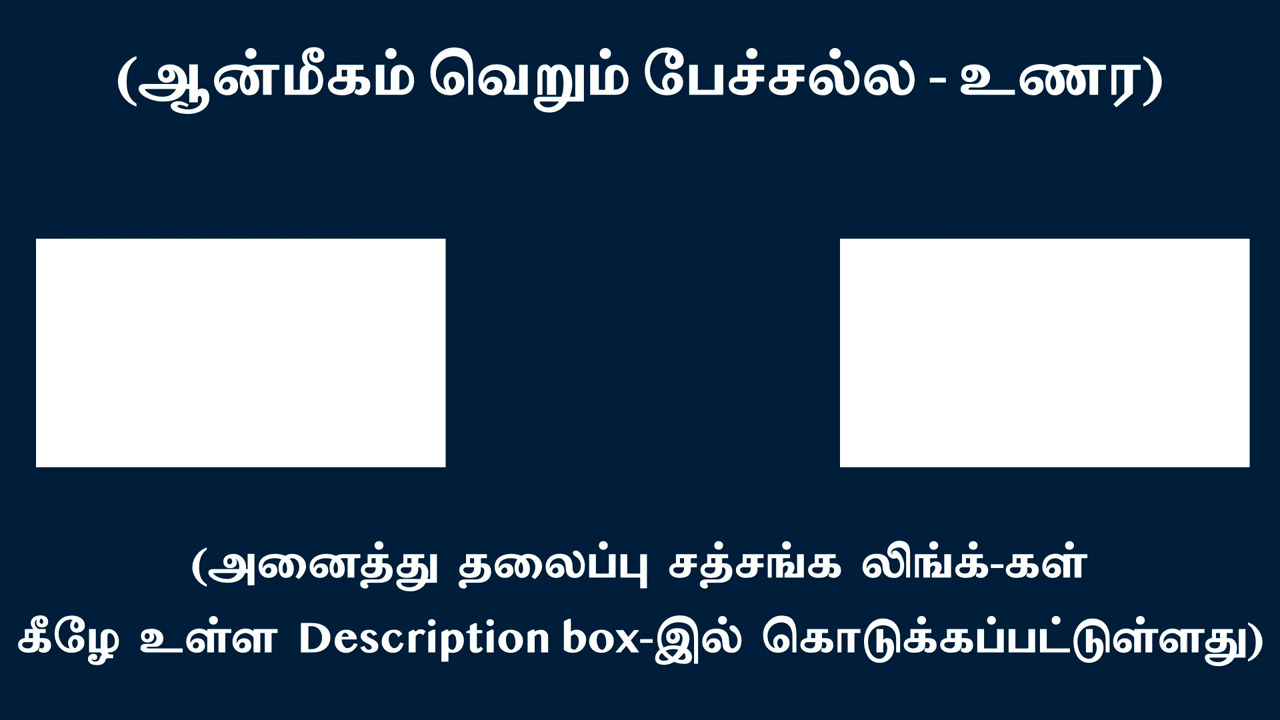 (ஆன்மீகம் வெறும் பேச்சல்ல - உணர)
(அனைத்து தலைப்பு சத்சங்க லிங்க்-கள்
கீழே உள்ள Description box-இல் கொடுக்கப்பட்டுள்ளது)